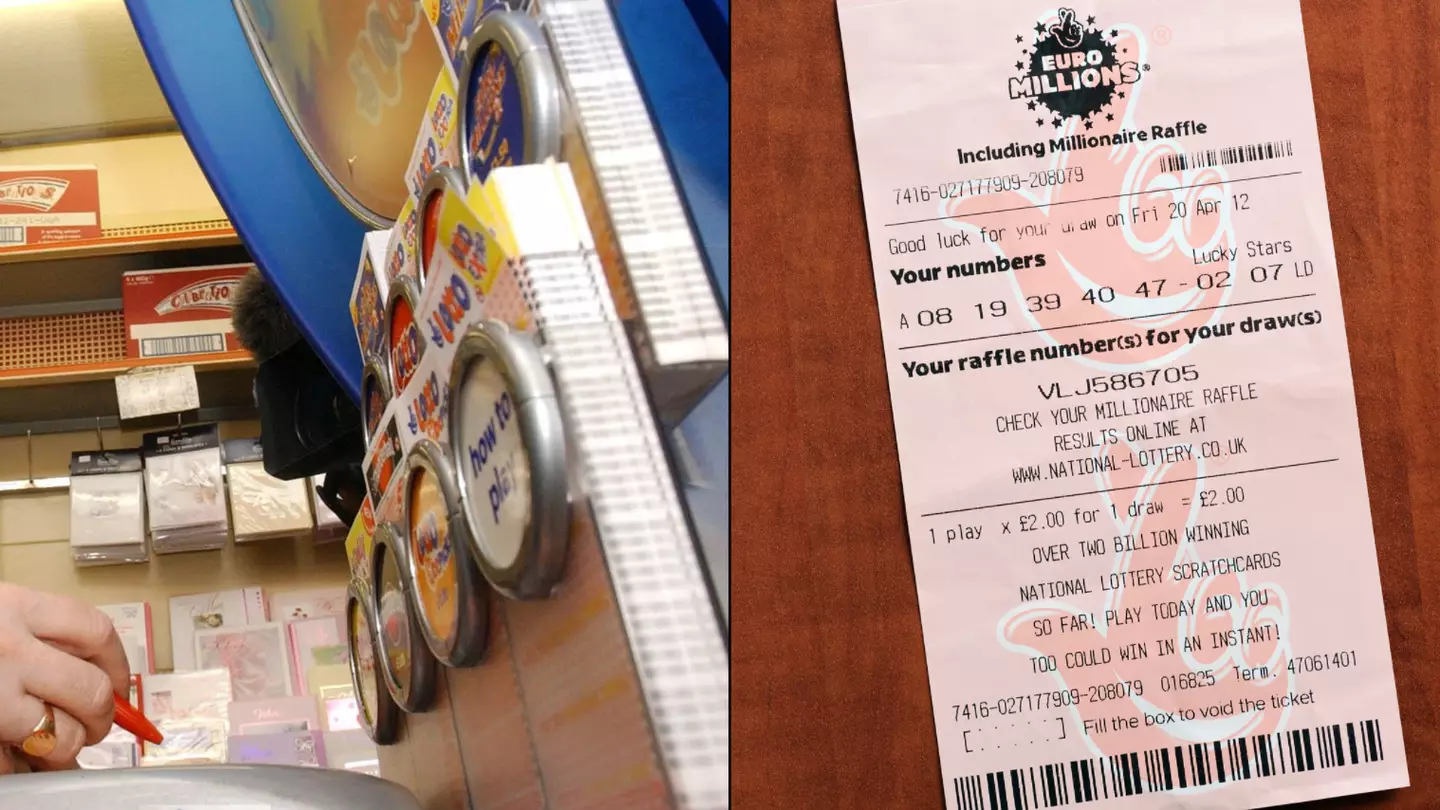 how to
play
EURO
MILLIONS
Including Millionaire Raffle
7416-027177909-208079
Good luck for your draw on Fri 20 Apr 12
Your numbers
Lucky Stars
A 08 19 39 40 47 - 02 07 LD
Your raffle number(s) for your draw(s)
VLJ586705
CHECK YOUR MILLIONAIRE RAFFLE
RESULTS ONLINE AT
WWW.NATIONAL-LOTTERY.CO.UK
1 play x £2.00 for 1 draw = £2.00
OVER TWO BILLION WINNING
NATIONAL LOTTERY SCRATCHCARDS
SO FAR! PLAY TODAY AND YOU
TOO COULD WIN IN AN INSTANT!
7416-027177909-208079 016825 Term. 47061401
[.....] Fill the box to void the ticket